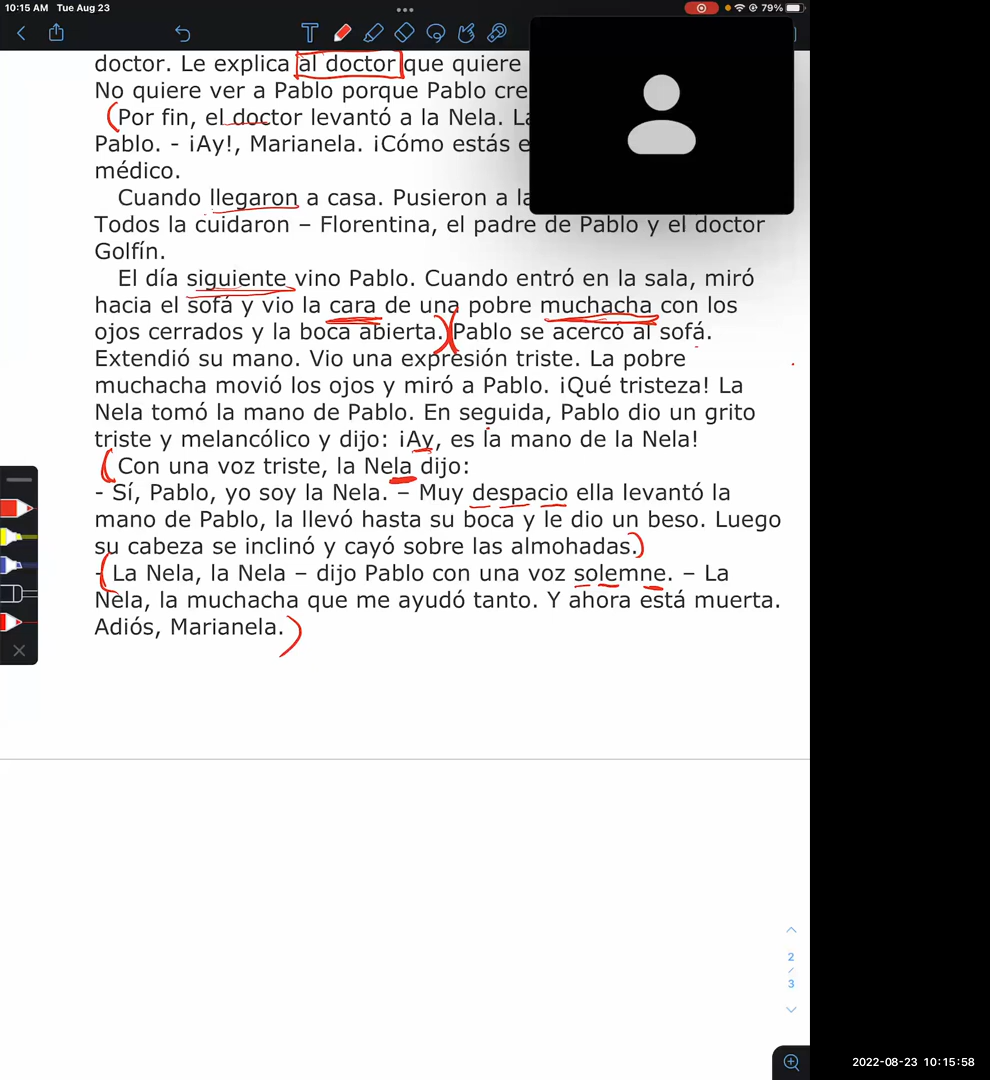 10:15 AM Tue Aug 23
79%
doctor. Le explica al doctor que quiere
No quiere ver a Pablo porque Pablo cre
Por fin, el doctor levantó a la Nela. La
Pablo. - ¡Ay!, Marianela. ¡Cómo estás e
médico.
Cuando llegaron a casa. Pusieron a la
Todos la cuidaron – Florentina, el padre de Pablo y el doctor
Golfín.
El día siguiente vino Pablo. Cuando entró en la sala, miró
hacia el sofá y vio la cara de una pobre muchacha con los
ojos cerrados y la boca abierta. Pablo se acercó al sofá.
Extendió su mano. Vio una expresión triste. La pobre
muchacha movió los ojos y miró a Pablo. ¡Qué tristeza! La
Nela tomó la mano de Pablo. En seguida, Pablo dio un grito
triste y melancólico y dijo: ¡Ay, es la mano de la Nela!
Con una voz triste, la Nela dijo:
- Sí, Pablo, yo soy la Nela. – Muy despacio ella levantó la
mano de Pablo, la llevó hasta su boca y le dio un beso. Luego
su cabeza se inclinó y cayó sobre las almohadas.
- La Nela, la Nela – dijo Pablo con una voz solemne. – La
Nela, la muchacha que me ayudó tanto. Y ahora está muerta.
Adiós, Marianela.
2
/
3
2022-08-23 10:15:58